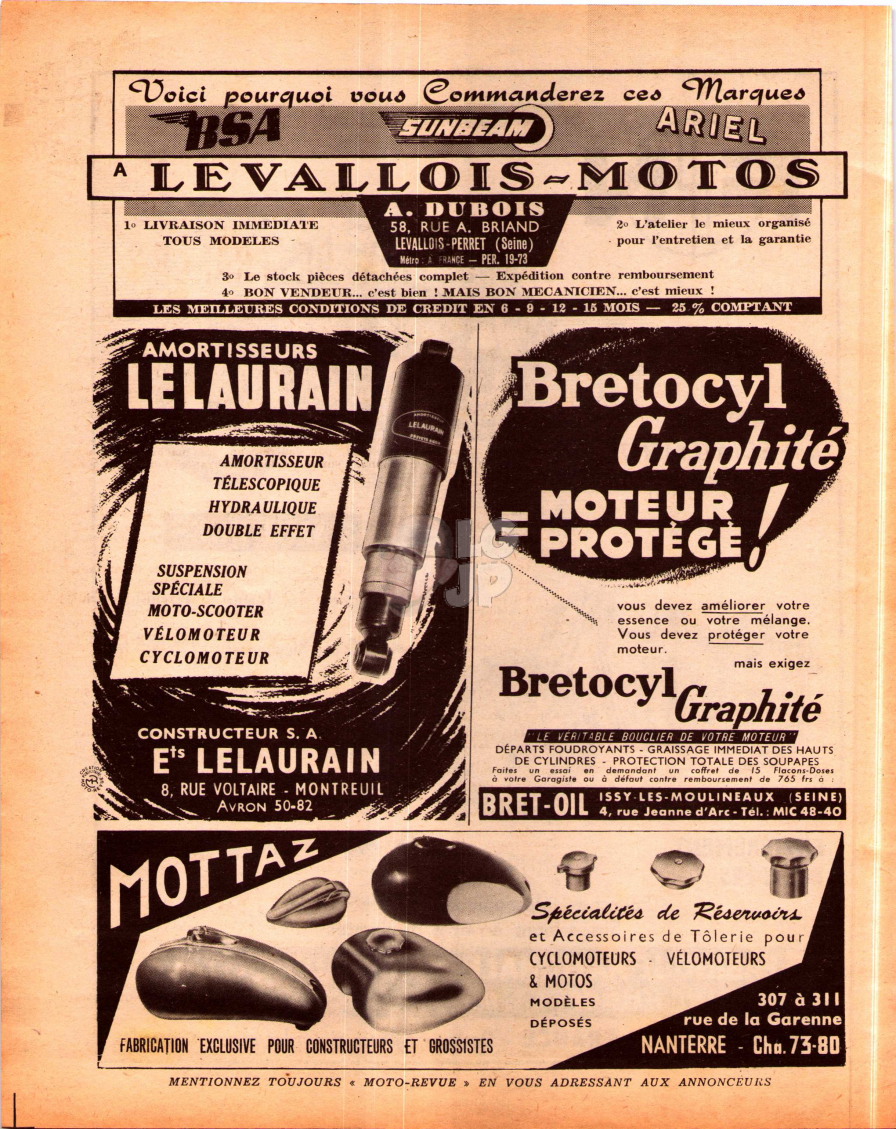 Voici pourquoi vous Commanderez ces Marques
BSA SUNBEAM ARIEL
A LEVALLOIS-MOTOS
A. DUBOIS
58, RUE A. BRIAND
LEVALLOIS-PERRET (Seine)
Métro : A. FRANCE — PER. 19-73
1o LIVRAISON IMMEDIATE
TOUS MODELES
2o L'atelier le mieux organisé
pour l'entretien et la garantie
3o Le stock pièces détachées complet — Expédition contre remboursement
4o BON VENDEUR... c'est bien ! MAIS BON MECANICIEN... c'est mieux !
LES MEILLEURES CONDITIONS DE CREDIT EN 6 - 9 - 12 - 15 MOIS — 25 % COMPTANT
AMORTISSEURS
LELAURAIN
LELAURAIN
AMORTISSEUR
TÉLESCOPIQUE
HYDRAULIQUE
DOUBLE EFFET
SUSPENSION
SPÉCIALE
MOTO-SCOOTER
VÉLOMOTEUR
CYCLOMOTEUR
CONSTRUCTEUR S. A.
Ets LELAURAIN
8, RUE VOLTAIRE - MONTREUIL
AVRON 50-82
Bretocyl
Graphité
= MOTEUR
PROTÉGÉ !
vous devez améliorer votre
essence ou votre mélange.
Vous devez protéger votre
moteur.
mais exigez
Bretocyl
Graphité
"LE VÉRITABLE BOUCLIER DE VOTRE MOTEUR"
DÉPARTS FOUDROYANTS - GRAISSAGE IMMEDIAT DES HAUTS
DE CYLINDRES - PROTECTION TOTALE DES SOUPAPES
Faites un essai en demandant un coffret de 15 Flacons-Doses
à votre Garagiste ou à défaut contre remboursement de 765 frs à :
BRET-OIL ISSY-LES-MOULINEAUX (SEINE)
4, rue Jeanne d'Arc - Tél. : MIC 48-40
MOTTAZ
Spécialités de Réservoirs
et Accessoires de Tôlerie pour
CYCLOMOTEURS - VÉLOMOTEURS
& MOTOS
MODÈLES
DÉPOSÉS
307 à 311
rue de la Garenne
NANTERRE - Cha. 73-80
FABRICATION EXCLUSIVE POUR CONSTRUCTEURS ET GROSSISTES
MENTIONNEZ TOUJOURS « MOTO-REVUE » EN VOUS ADRESSANT AUX ANNONCEURS